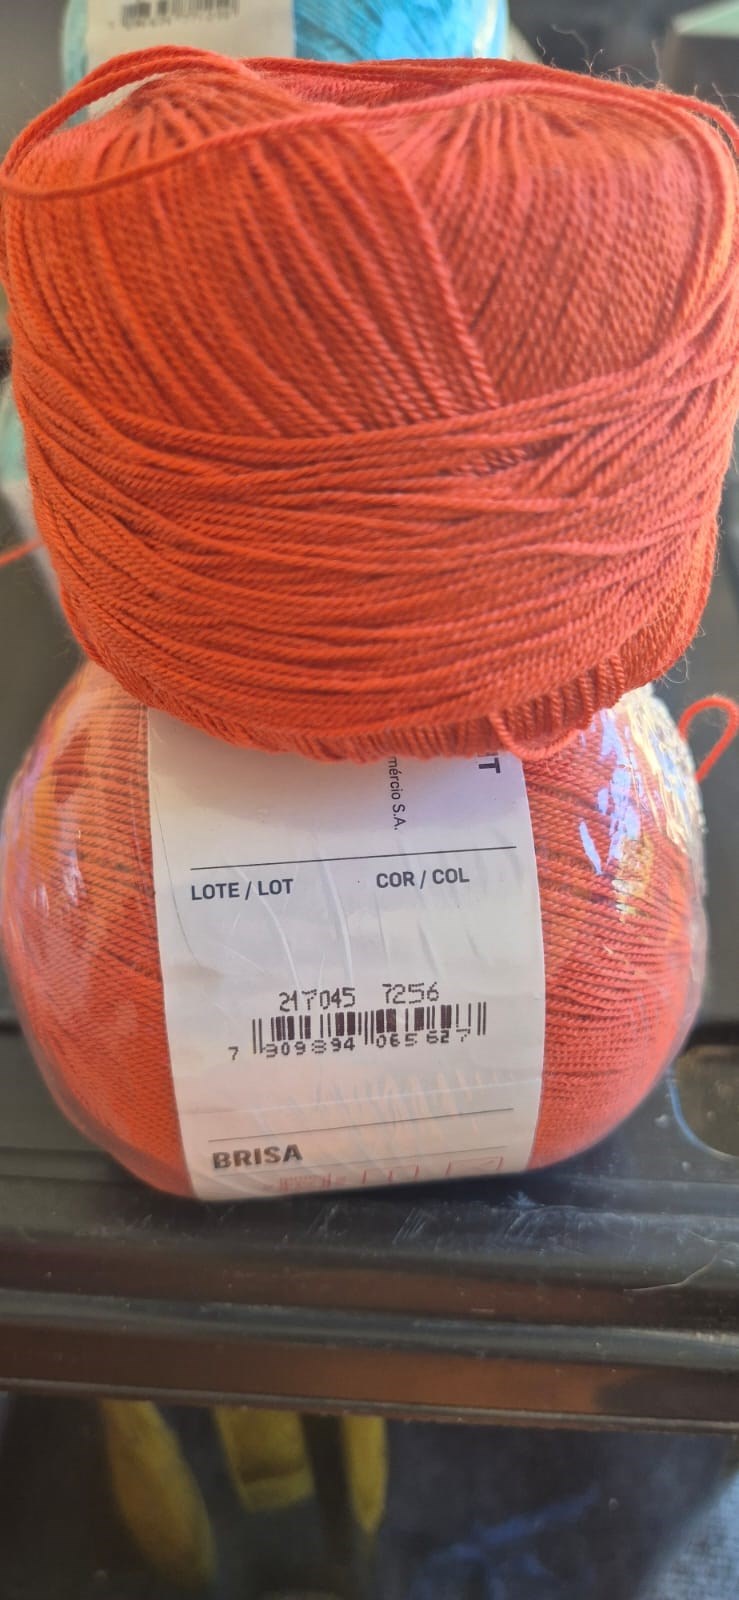 mércio S.A.
LOTE / LOT COR / COL
217045 7256
7 909894 065627
BRISA